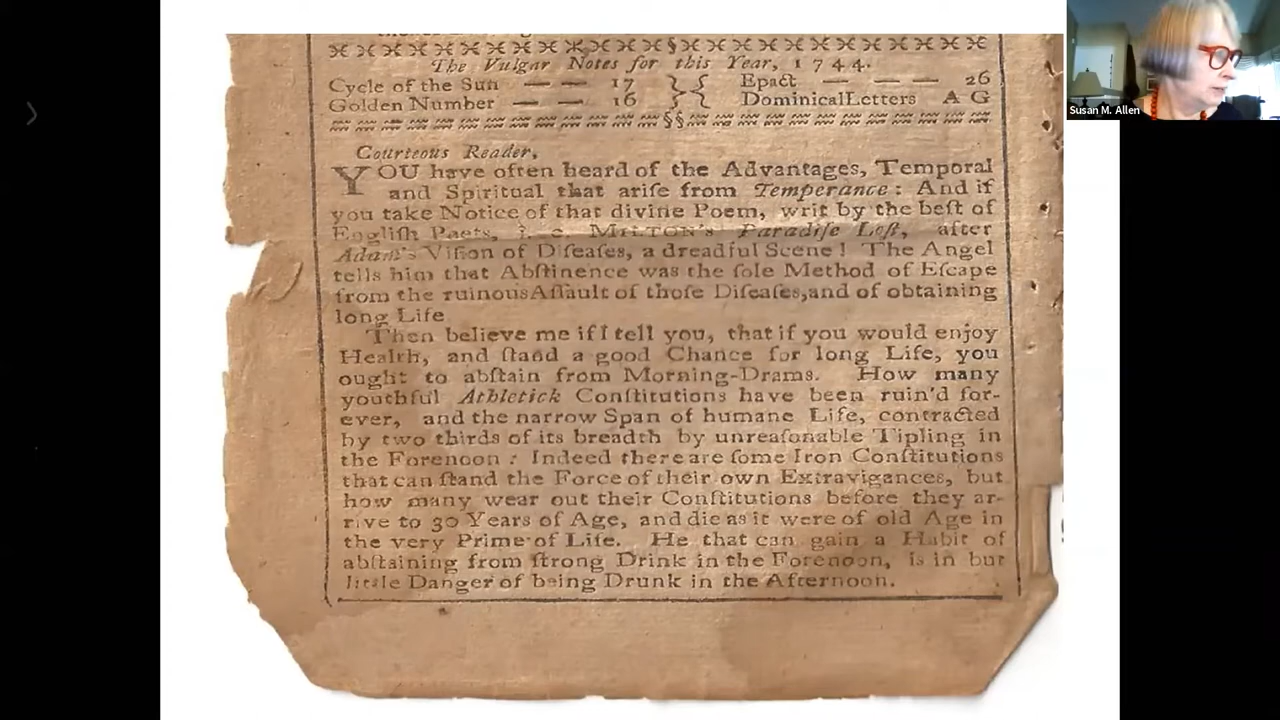 The Vulgar Notes for this Year, 1744.
Cycle of the Sun — — 17 Epact — — — 26
Golden Number — — 16 Dominical Letters A G
Courteous Reader,
YOU have often heard of the Advantages, Temporal
and Spiritual that ariſe from Temperance: And if
you take Notice of that divine Poem, writ by the beſt of
Engliſh Paets, i. e. MILTON's Paradiſe Loſt, after
Adam's Viſion of Diſeaſes, a dreadful Scene! The Angel
tells him that Abſtinence was the ſole Method of Eſcape
from the ruinous Aſſault of thoſe Diſeaſes,and of obtaining
long Life
Then believe me if I tell you, that if you would enjoy
Health, and ſtand a good Chance for long Life, you
ought to abſtain from Morning-Drams. How many
youthful Athletick Conſtitutions have been ruin'd for-
ever, and the narrow Span of humane Life, contracted
by two thirds of its breadth by unreaſonable Tipling in
the Forenoon : Indeed there are ſome Iron Conſtitutions
that can ſtand the Force of their own Extravigances, but
how many wear out their Conſtitutions before they ar-
rive to 30 Years of Age, and die as it were of old Age in
the very Prime of Life. He that can gain a Habit of
abſtaining from ſtrong Drink in the Forenoon, is in but
little Danger of being Drunk in the Afternoon.
Susan M. Allen